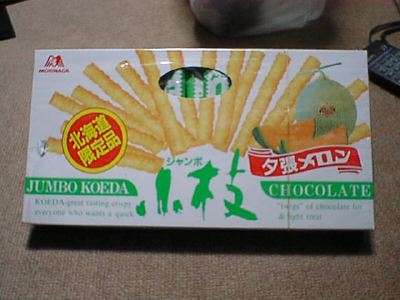 MORINAGA
北海道
限定品
夕張メロン
ジャンボ
小枝
JUMBO KOEDA
CHOCOLATE
KOEDA-great tasting crispy
everyone who wants a quick
"twigs" of chocolate for
& light treat